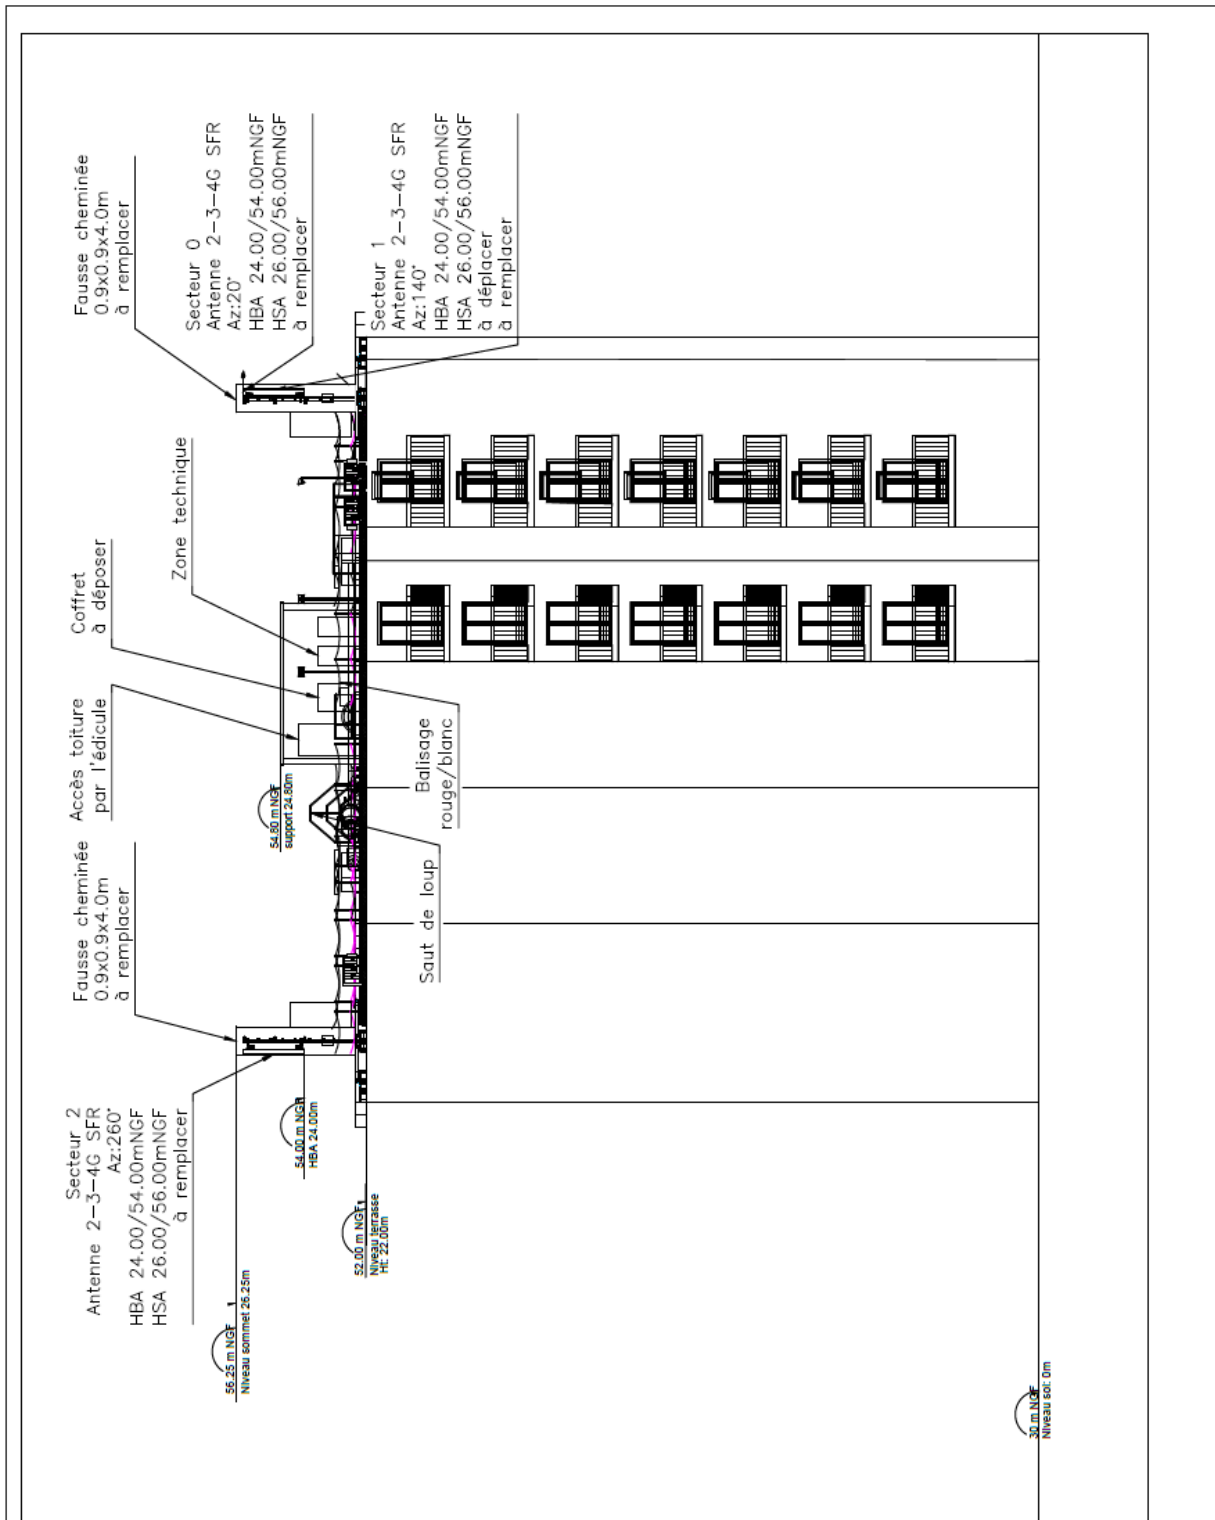 Fausse cheminée
0.9x0.9x4.0m
à remplacer
Secteur 0
Antenne 2-3-4G SFR
Az:20°
HBA 24.00/54.00mNGF
HSA 26.00/56.00mNGF
à remplacer
Secteur 1
Antenne 2-3-4G SFR
Az:140°
HBA 24.00/54.00mNGF
HSA 26.00/56.00mNGF
à déplacer
à remplacer
Zone technique
Coffret
à déposer
Accès toiture
par l'édicule
Balisage
rouge/blanc
54.80 m NGF
support 24.80m
Saut de loup
Fausse cheminée
0.9x0.9x4.0m
à remplacer
Secteur 2
Antenne 2-3-4G SFR
Az:260°
HBA 24.00/54.00mNGF
HSA 26.00/56.00mNGF
à remplacer
54.00 m NGF
HBA 24.00m
52.00 m NGF
Niveau terrasse
Ht: 22.00m
56.25 m NGF
Niveau sommet 26.25m
30 m NGF
Niveau sol: 0m